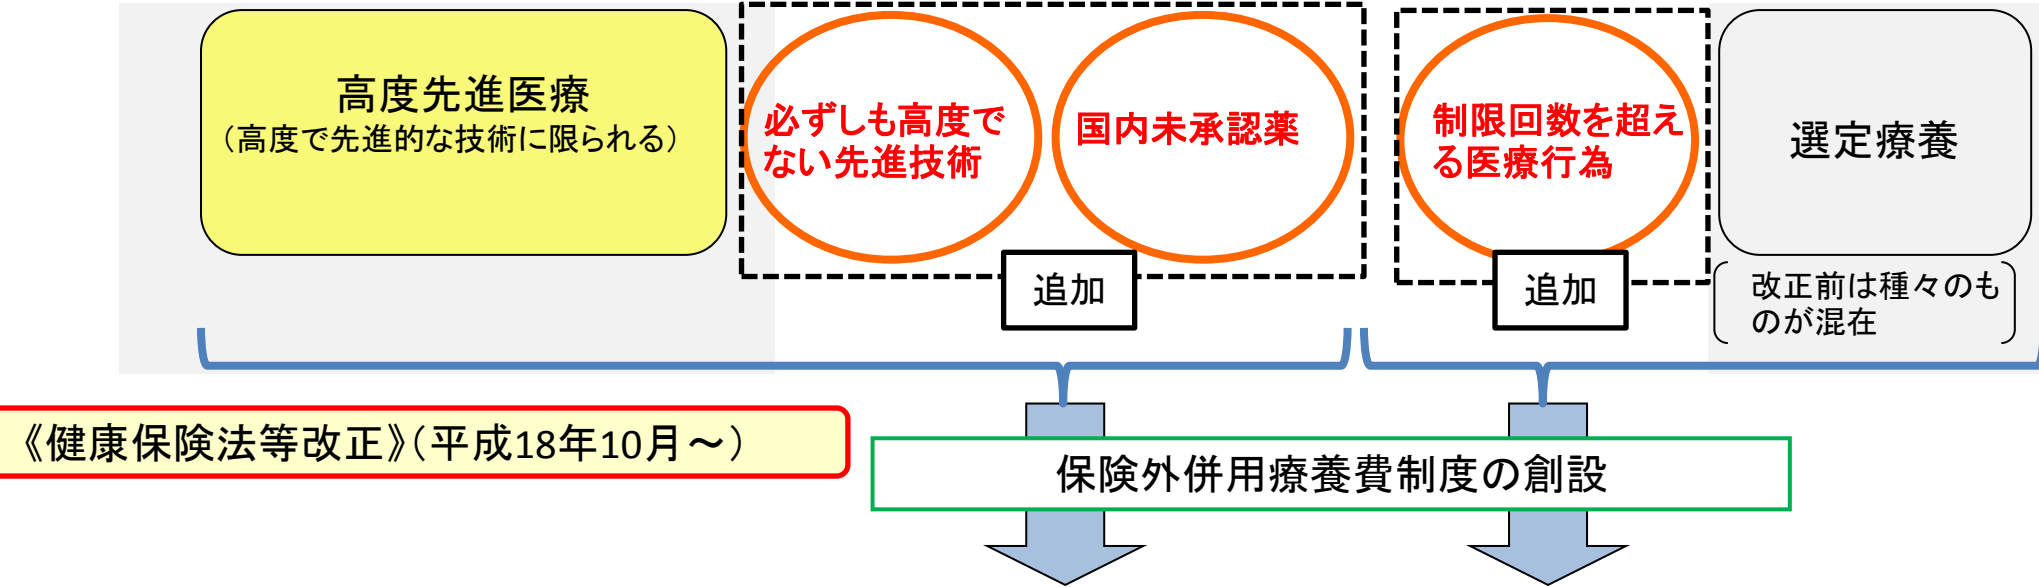 高度先進医療
（高度で先進的な技術に限られる）
必ずしも高度で
ない先進技術
国内未承認薬
制限回数を超え
る医療行為
選定療養
追加
追加
改正前は種々のも
のが混在
《健康保険法等改正》（平成18年10月～）
保険外併用療養費制度の創設